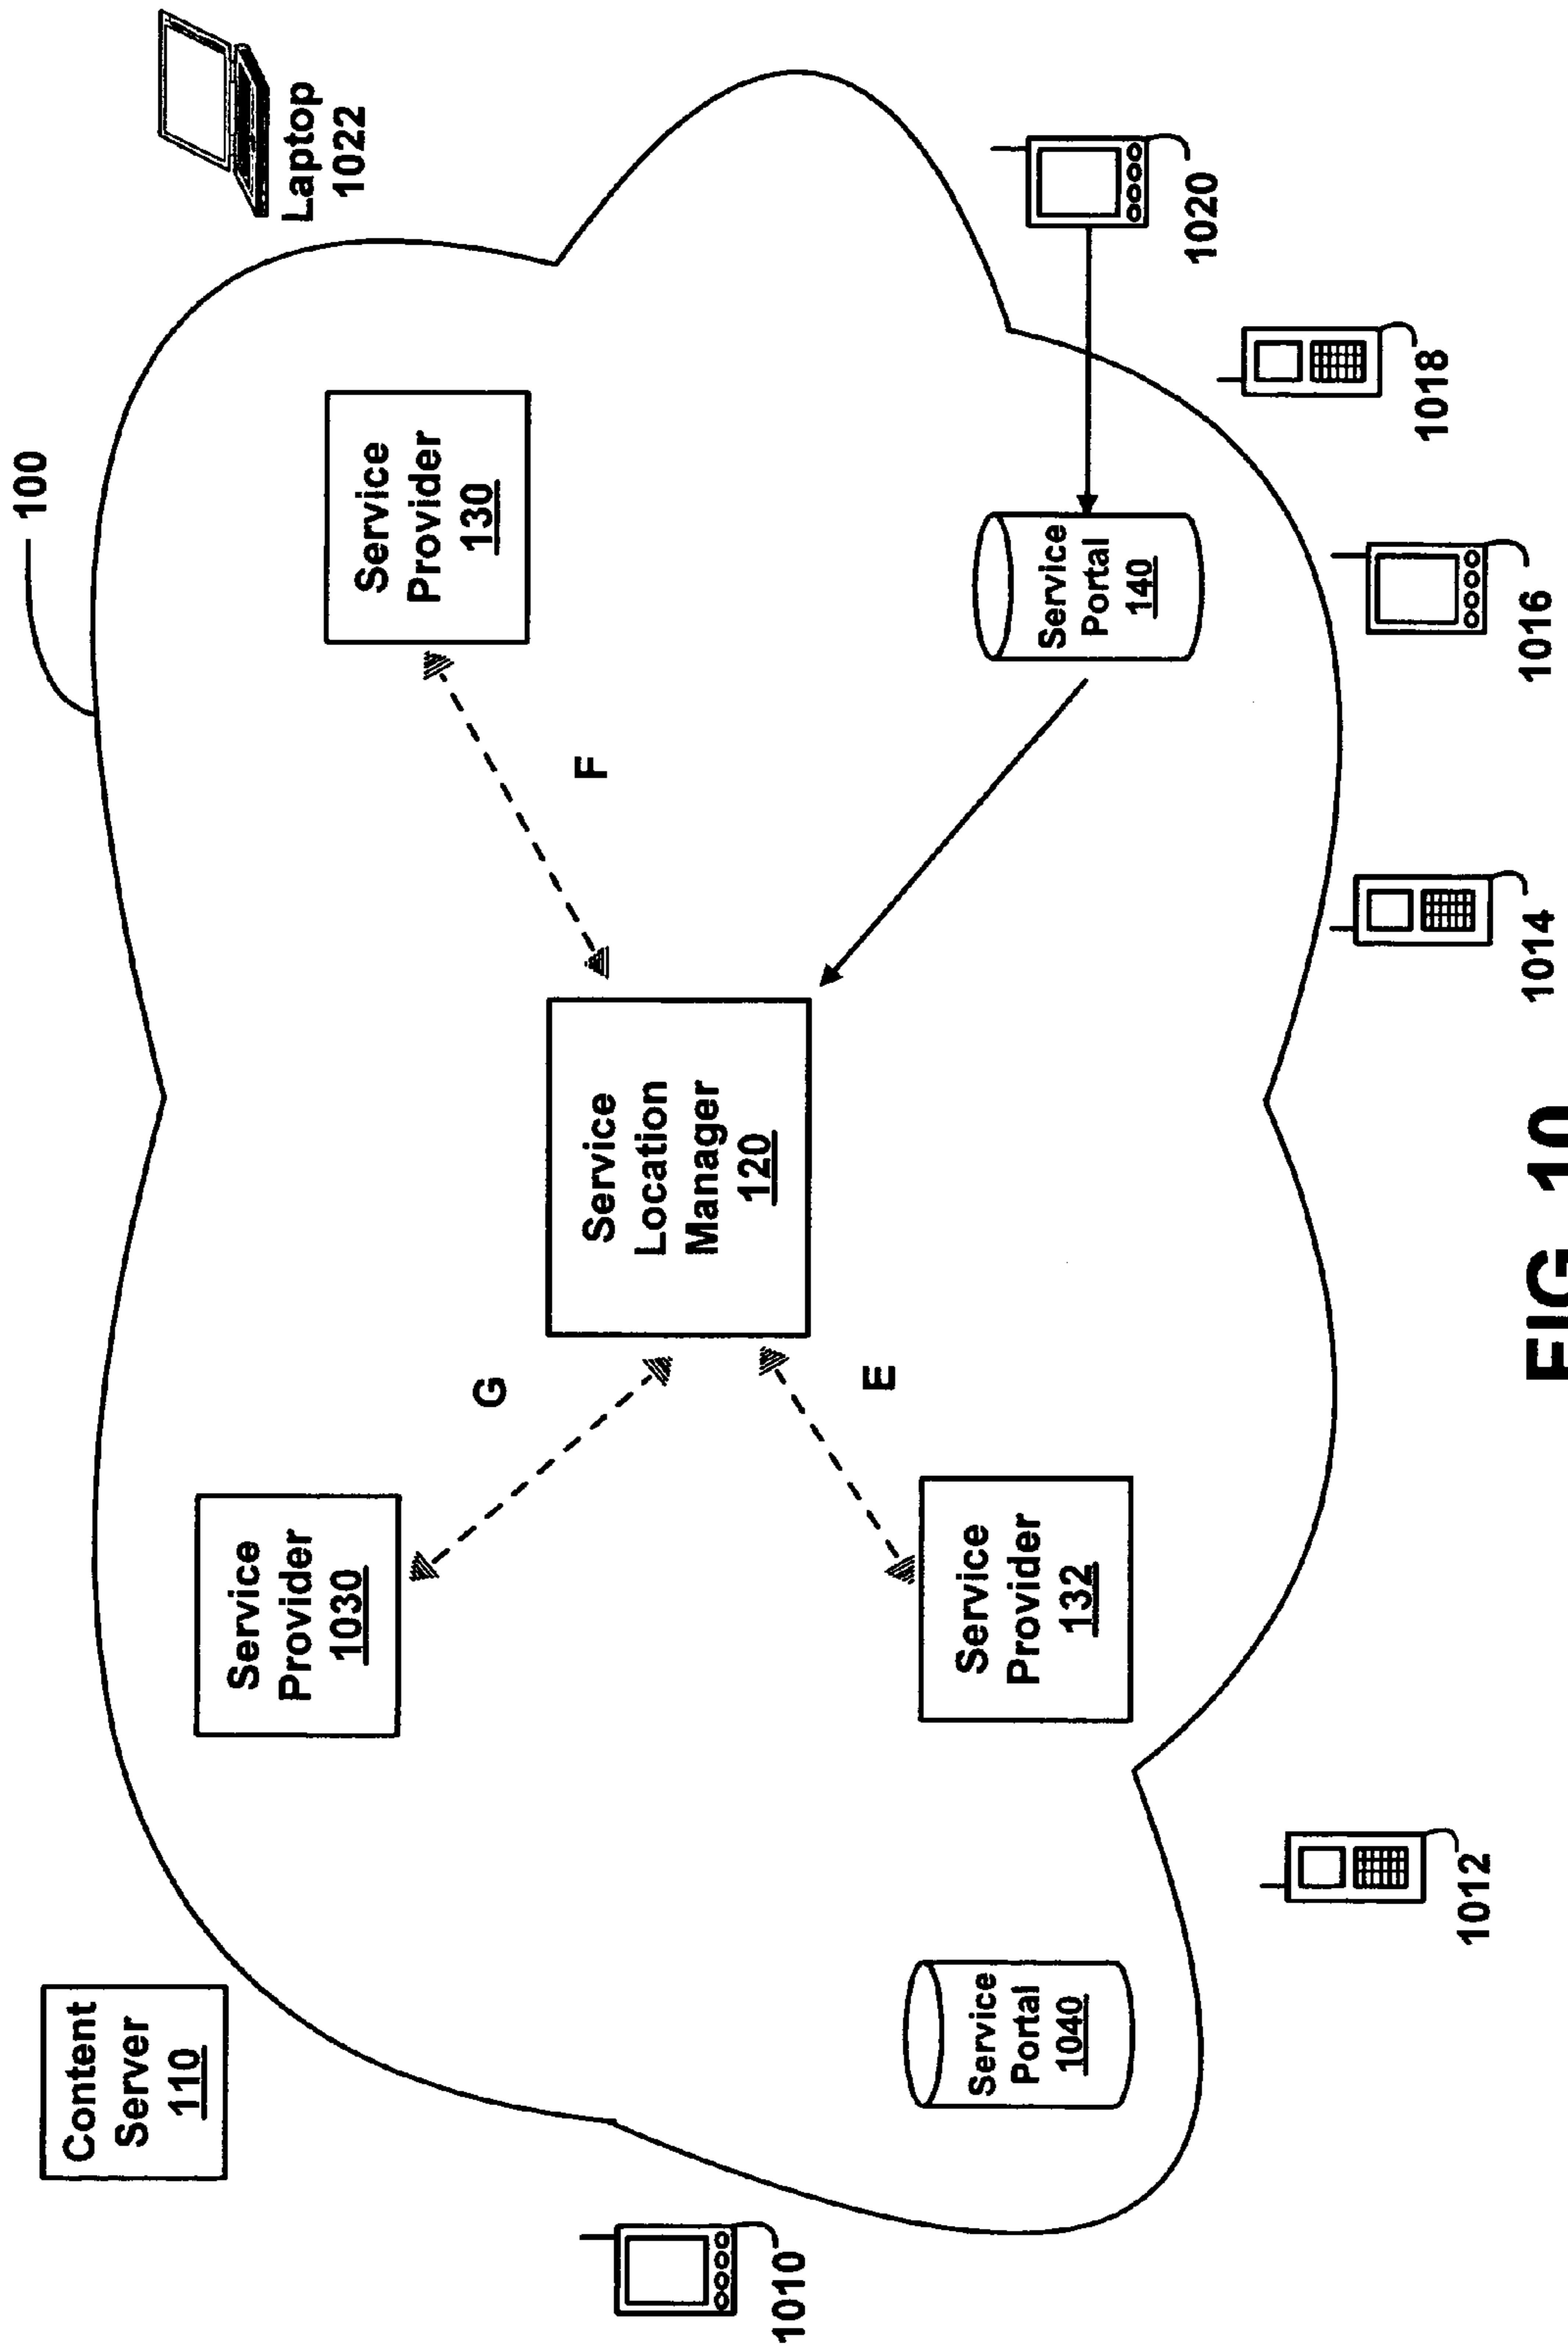 100
Content
Server
110
Laptop
1022
Service
Provider
1030
Service
Provider
130
G
F
Service
Location
Manager
120
1010
E
Service
Portal
1040
Service
Provider
132
Service
Portal
140
1020
1012
1014
1016
1018
FIG. 10